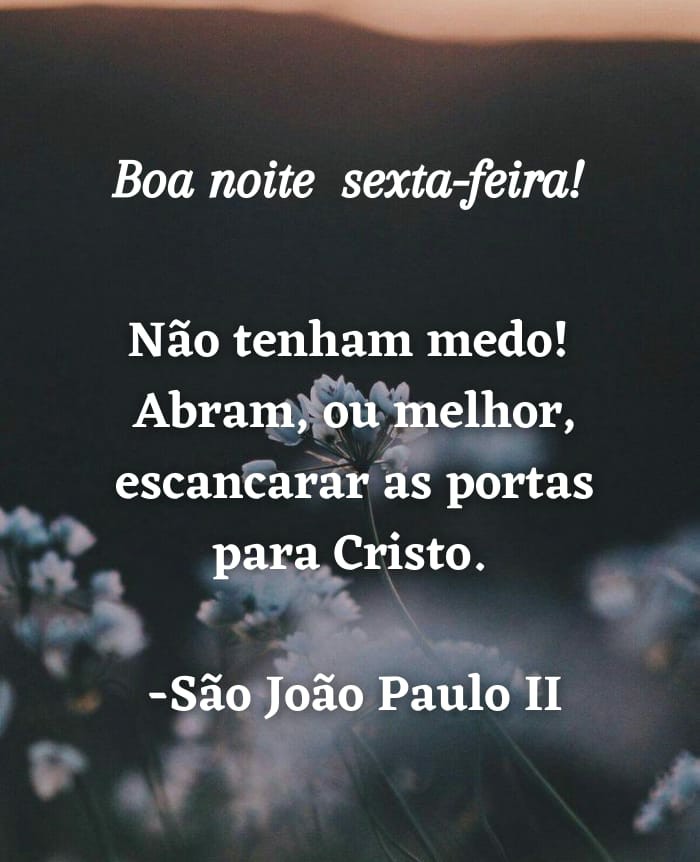 Boa noite sexta-feira!
Não tenham medo!
Abram, ou melhor,
escancarar as portas
para Cristo.
-São João Paulo II